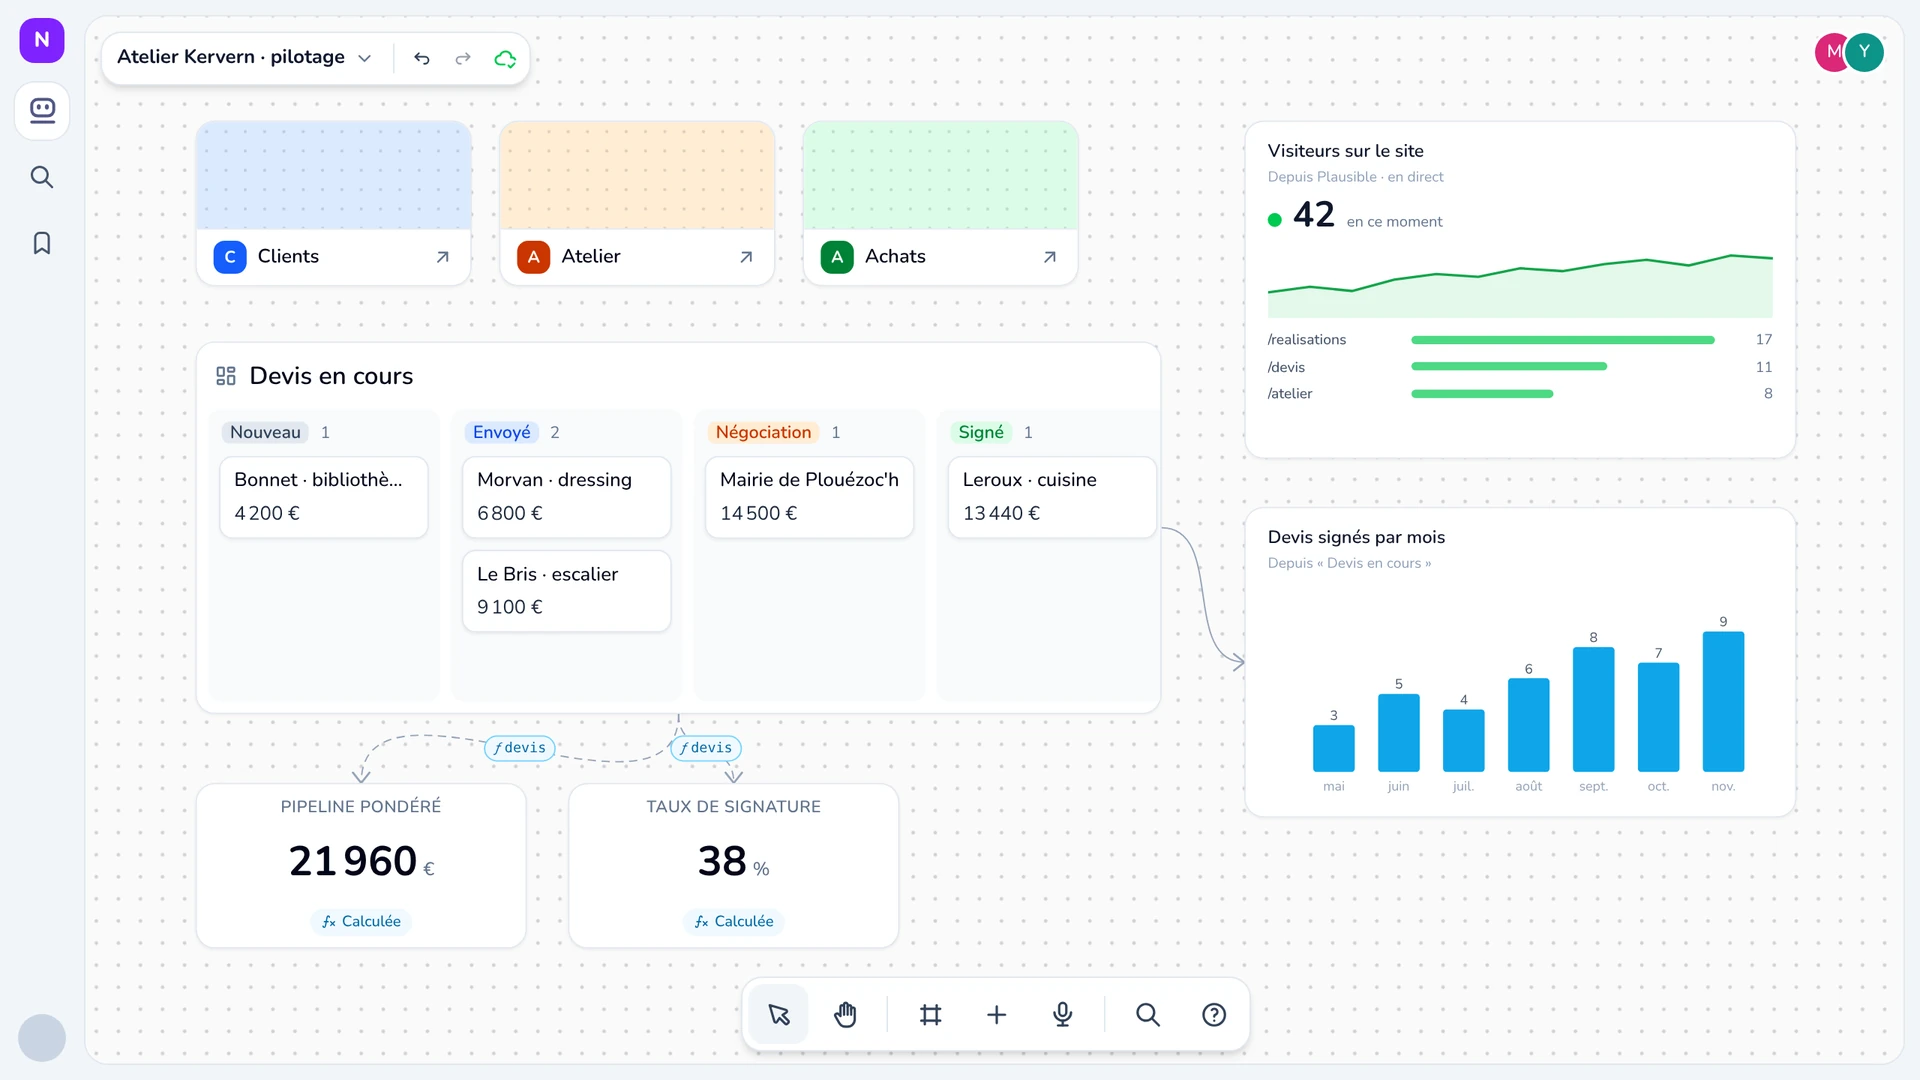 N
Atelier Kervern · pilotage
M
Y
C Clients
A Atelier
A Achats
Visiteurs sur le site
Depuis Plausible · en direct
42 en ce moment
/realisations 17
/devis 11
/atelier 8
Devis en cours
Nouveau 1
Bonnet · bibliothè...
4 200 €
Envoyé 2
Morvan · dressing
6 800 €
Le Bris · escalier
9 100 €
Négociation 1
Mairie de Plouézoc'h
14 500 €
Signé 1
Leroux · cuisine
13 440 €
Devis signés par mois
Depuis « Devis en cours »
3
5
4
6
8
7
9
mai juin juil. août sept. oct. nov.
ƒ devis
ƒ devis
PIPELINE PONDÉRÉ
21 960 €
ƒx Calculée
TAUX DE SIGNATURE
38 %
ƒx Calculée